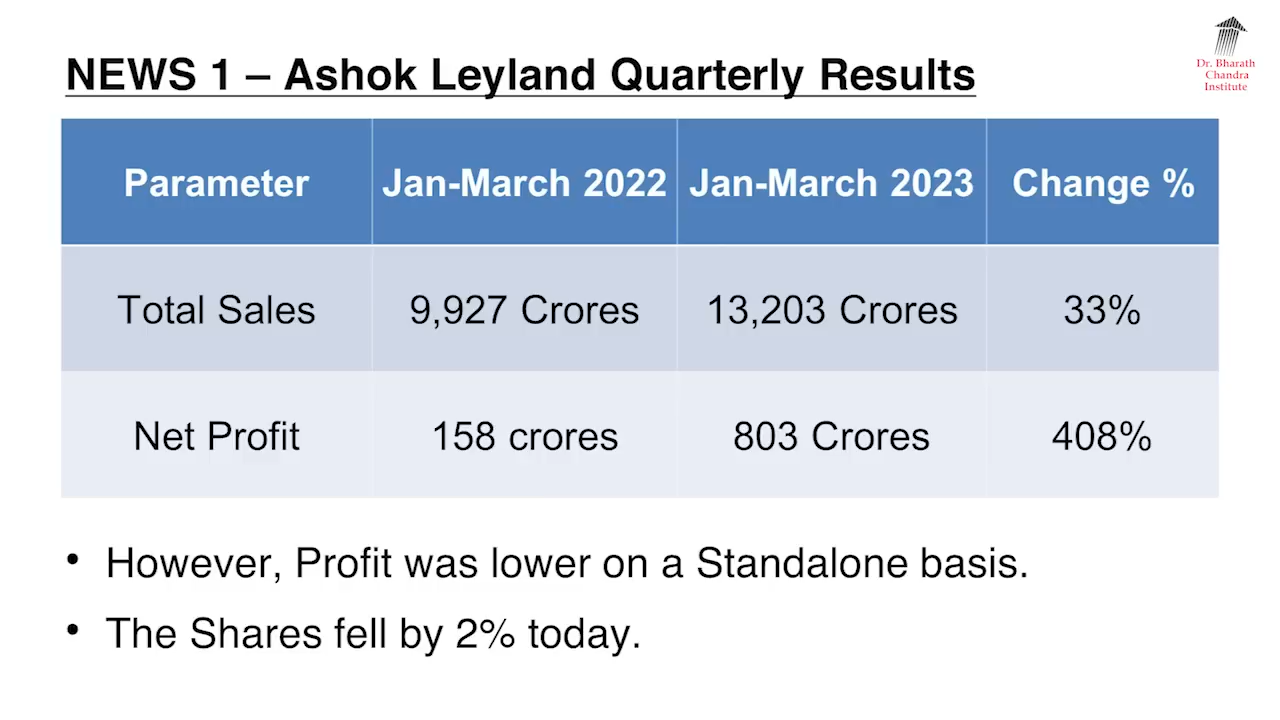 NEWS 1 – Ashok Leyland Quarterly Results
Dr. Bharath
Chandra
Institute
Parameter Jan-March 2022 Jan-March 2023 Change %
Total Sales 9,927 Crores 13,203 Crores 33%
Net Profit 158 crores 803 Crores 408%
• However, Profit was lower on a Standalone basis.
• The Shares fell by 2% today.